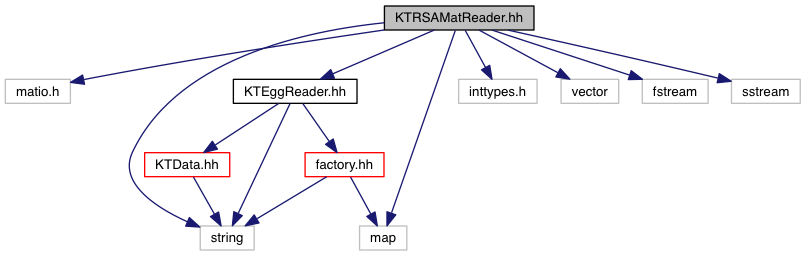 KTRSAMatReader.hh
matio.h
KTEggReader.hh
inttypes.h
vector
fstream
sstream
KTData.hh
factory.hh
string
map